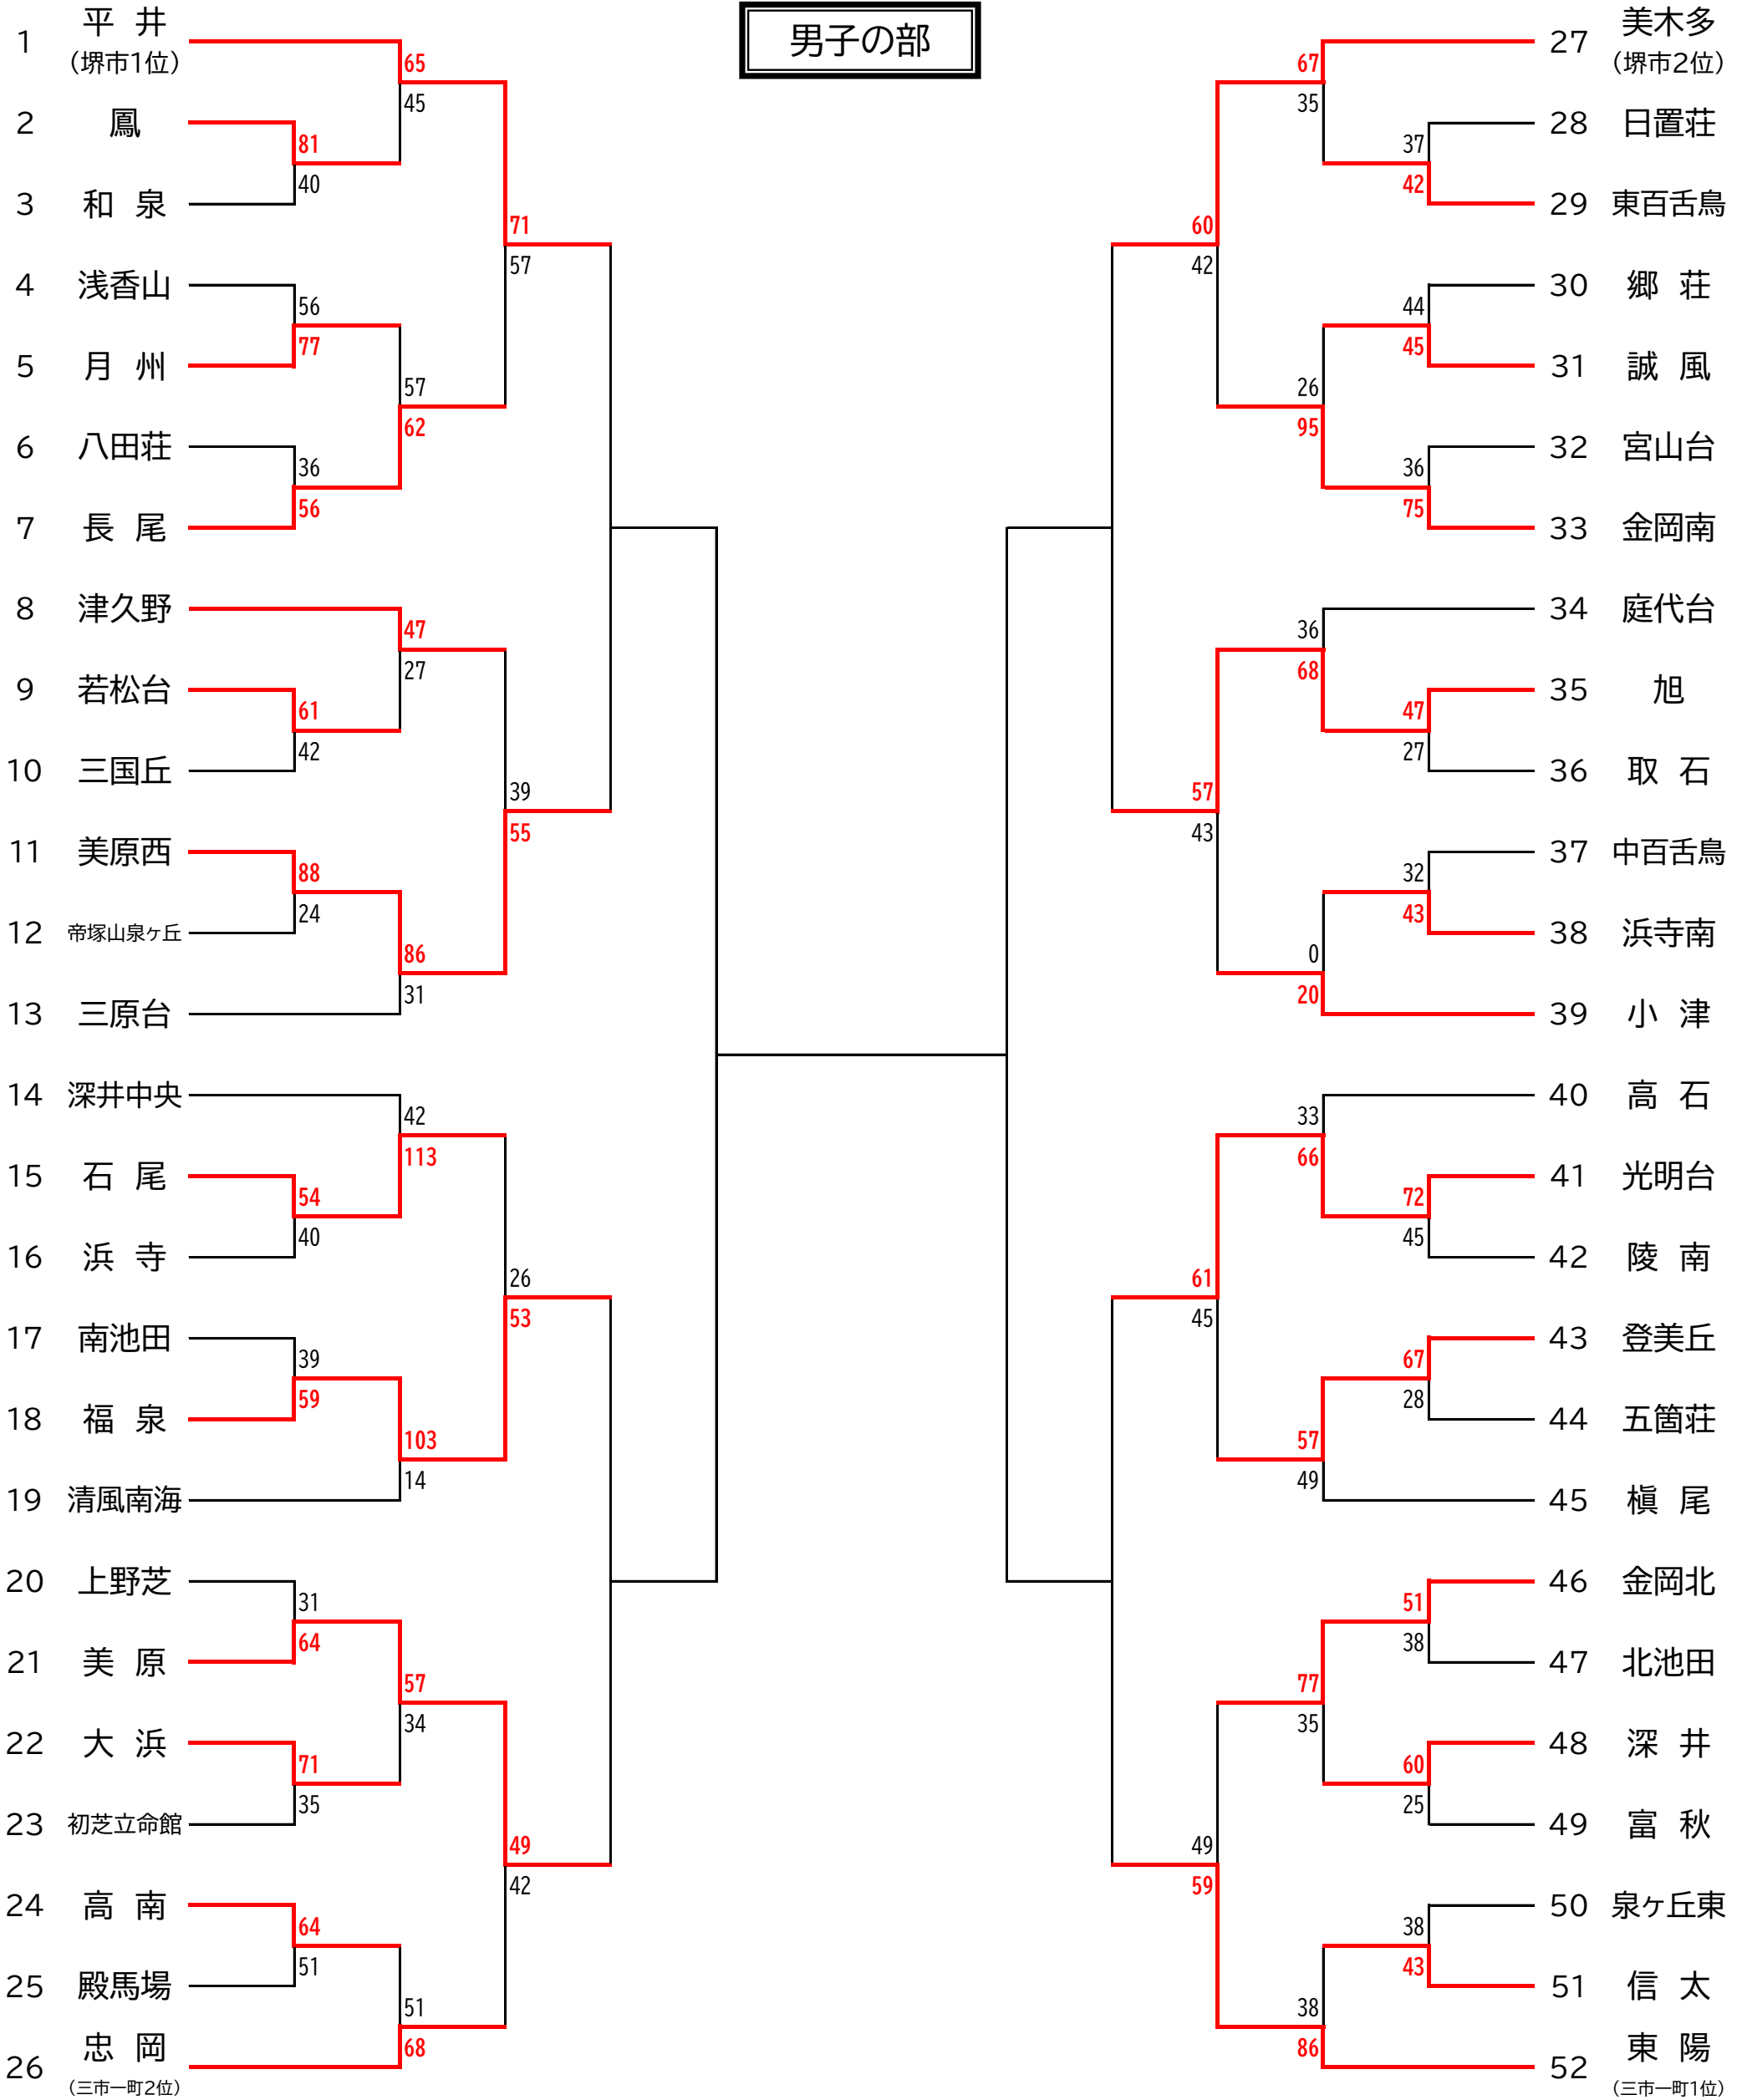 男子の部
1 平 井
(堺市1位)
2 鳳
3 和 泉
4 浅香山
5 月 州
6 八田荘
7 長 尾
8 津久野
9 若松台
10 三国丘
11 美原西
12 帝塚山泉ヶ丘
13 三原台
14 深井中央
15 石 尾
16 浜 寺
17 南池田
18 福 泉
19 清風南海
20 上野芝
21 美 原
22 大 浜
23 初芝立命館
24 高 南
25 殿馬場
26 忠 岡
(三市一町2位)
81
40
56
77
36
56
61
42
88
24
54
40
39
59
31
64
71
35
64
51
65
45
57
62
47
27
86
31
42
113
103
14
57
34
51
68
71
57
39
55
26
53
49
42
60
42
57
43
61
45
49
59
67
35
26
95
36
68
0
20
33
66
57
49
77
35
38
86
37
42
44
45
36
75
47
27
32
43
72
45
67
28
51
38
60
25
38
43
27 美木多
(堺市2位)
28 日置荘
29 東百舌鳥
30 郷 荘
31 誠 風
32 宮山台
33 金岡南
34 庭代台
35 旭
36 取 石
37 中百舌鳥
38 浜寺南
39 小 津
40 高 石
41 光明台
42 陵 南
43 登美丘
44 五箇荘
45 槇 尾
46 金岡北
47 北池田
48 深 井
49 富 秋
50 泉ヶ丘東
51 信 太
52 東 陽
(三市一町1位)